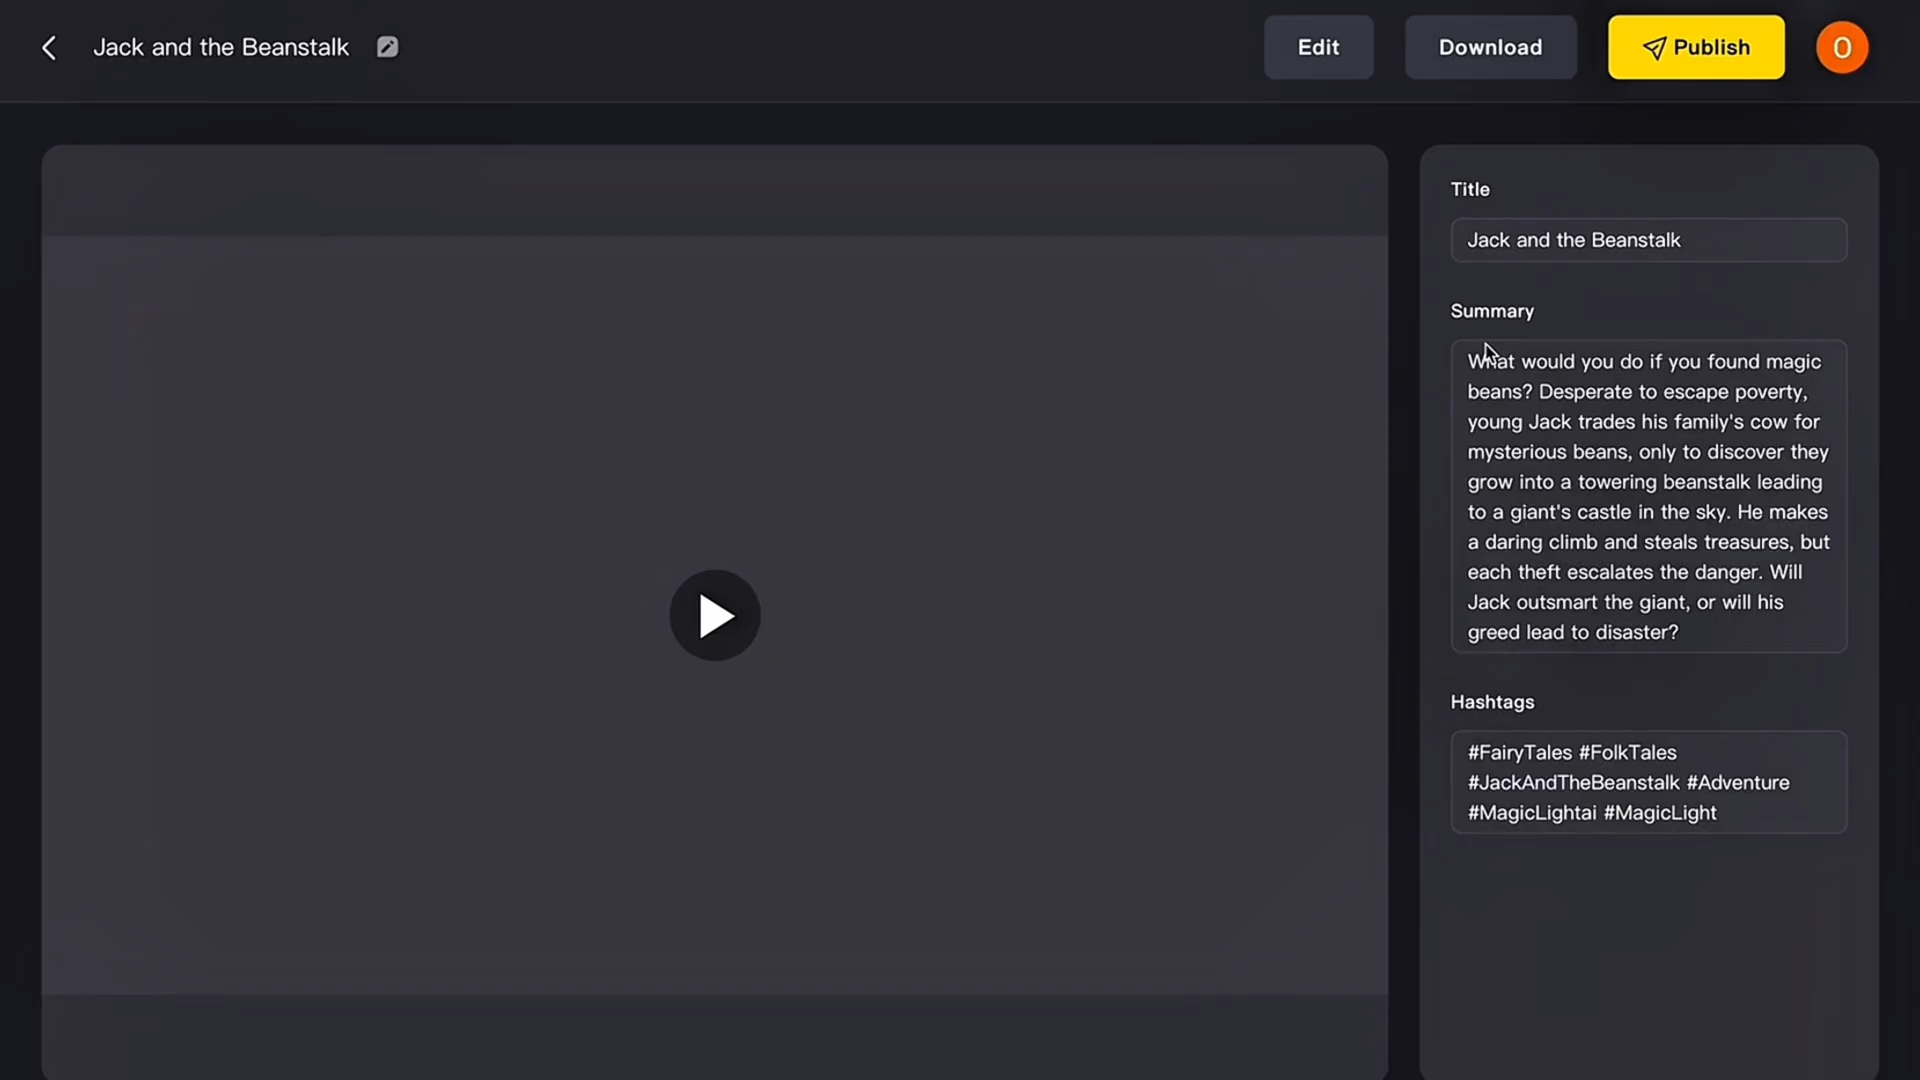 Jack and the Beanstalk
Edit
Download
Publish
O
Title
Jack and the Beanstalk
Summary
What would you do if you found magic
beans? Desperate to escape poverty,
young Jack trades his family's cow for
mysterious beans, only to discover they
grow into a towering beanstalk leading
to a giant's castle in the sky. He makes
a daring climb and steals treasures, but
each theft escalates the danger. Will
Jack outsmart the giant, or will his
greed lead to disaster?
Hashtags
#FairyTales #FolkTales
#JackAndTheBeanstalk #Adventure
#MagicLightai #MagicLight